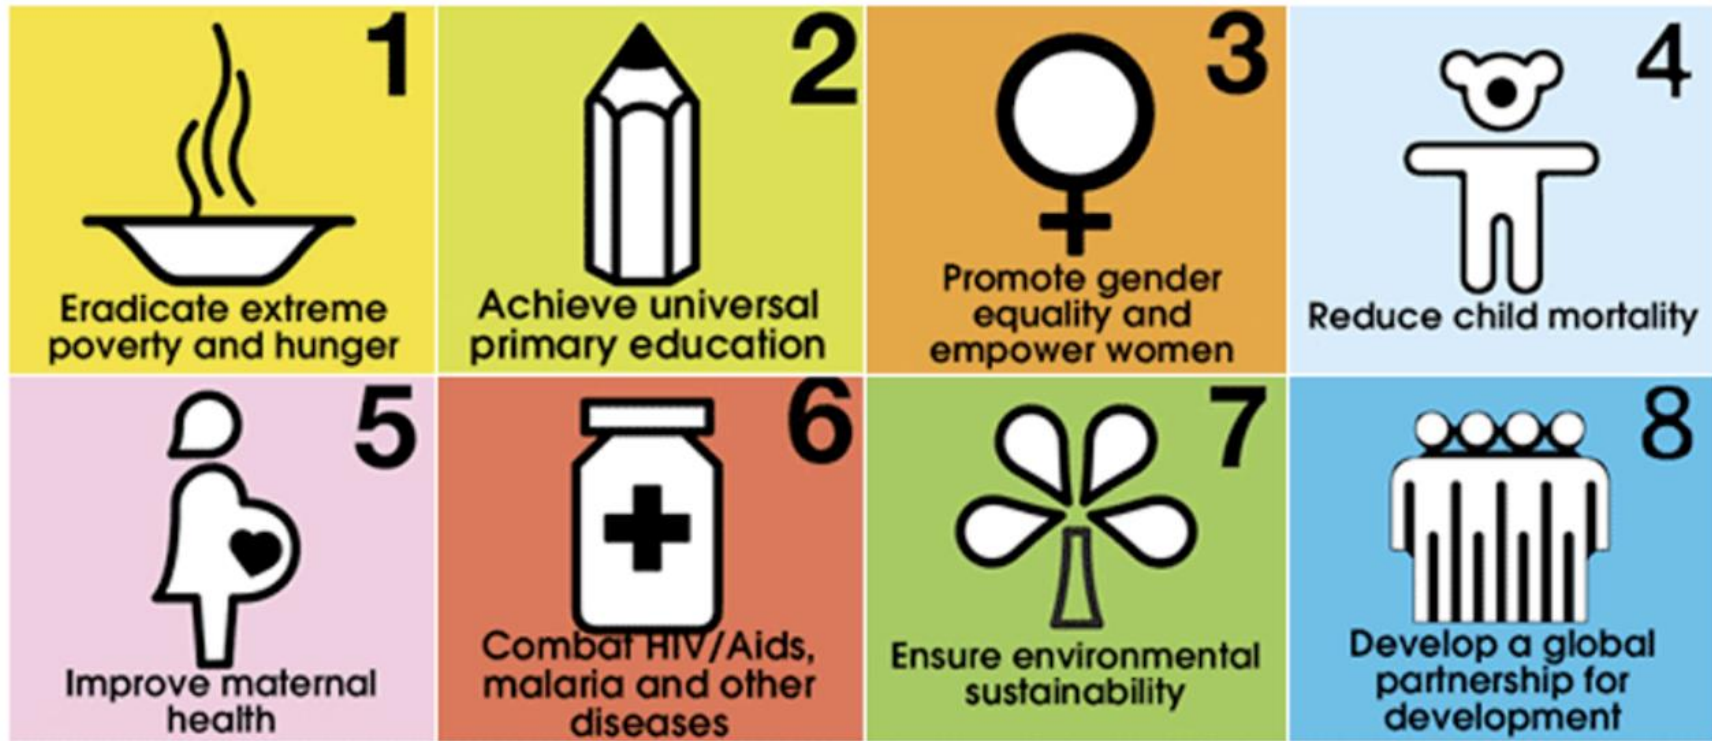 1
Eradicate extreme
poverty and hunger
2
Achieve universal
primary education
3
Promote gender
equality and
empower women
4
Reduce child mortality
5
Improve maternal
health
6
Combat HIV/Aids,
malaria and other
diseases
7
Ensure environmental
sustainability
8
Develop a global
partnership for
development